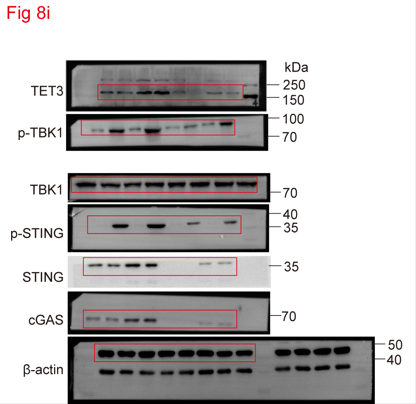 Fig 8i
kDa
TET3
250
150
p-TBK1
100
70
TBK1
70
p-STING
40
35
STING
35
cGAS
70
β-actin
50
40